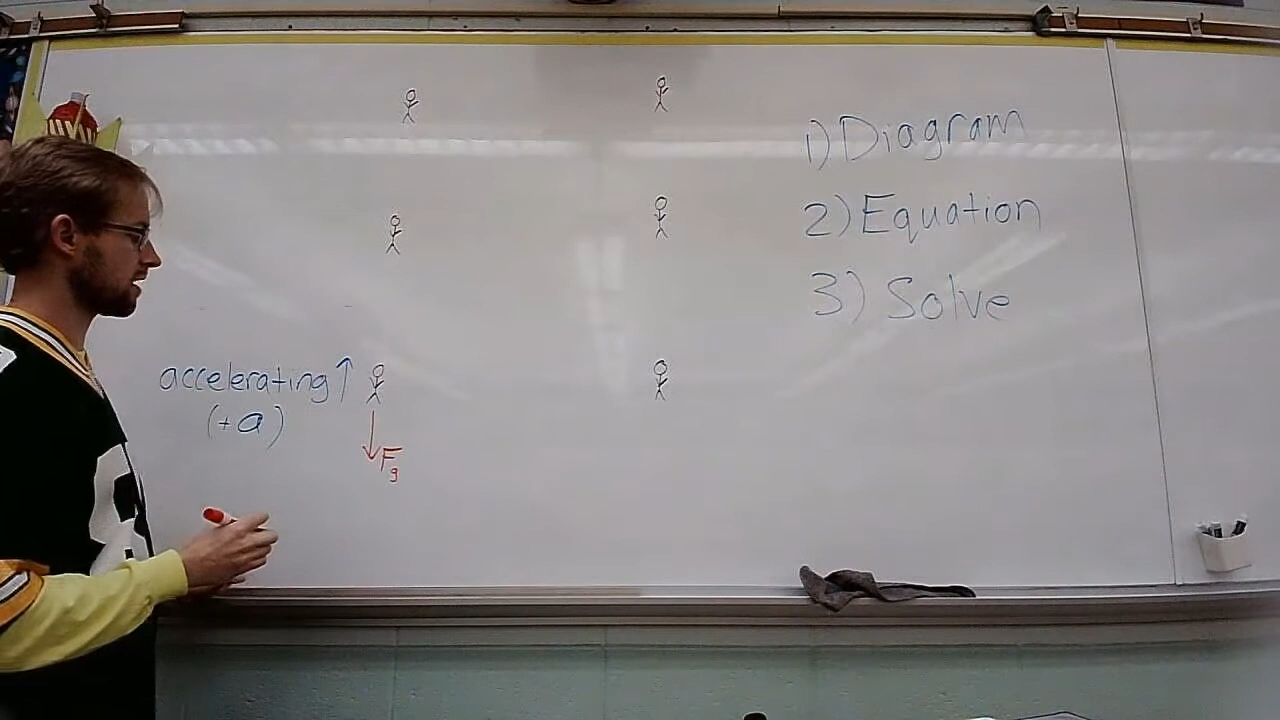 1) Diagram
2) Equation
3) Solve
accelerating ↑
(+a)
↓ Fg